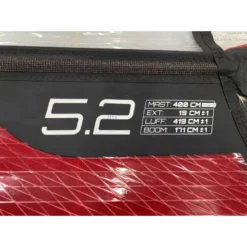 5.2
MAST: 400 CM
EXT: 19 CM ±1
LUFF: 419 CM ±1
BOOM: 171 CM ±1